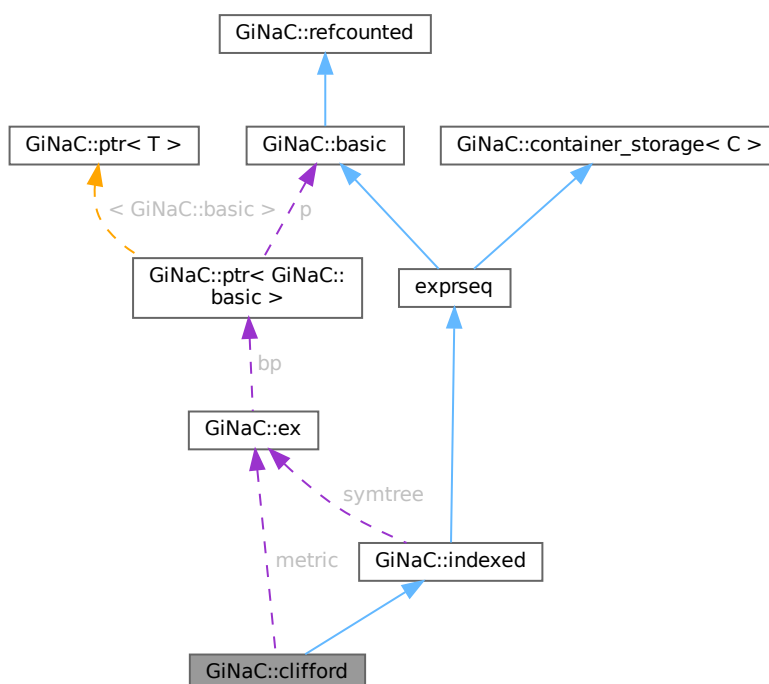 GiNaC::refcounted
GiNaC::ptr< T >
GiNaC::basic
GiNaC::container_storage< C >
< GiNaC::basic >
p
GiNaC::ptr< GiNaC::
basic >
exprseq
bp
GiNaC::ex
symtree
metric
GiNaC::indexed
GiNaC::clifford